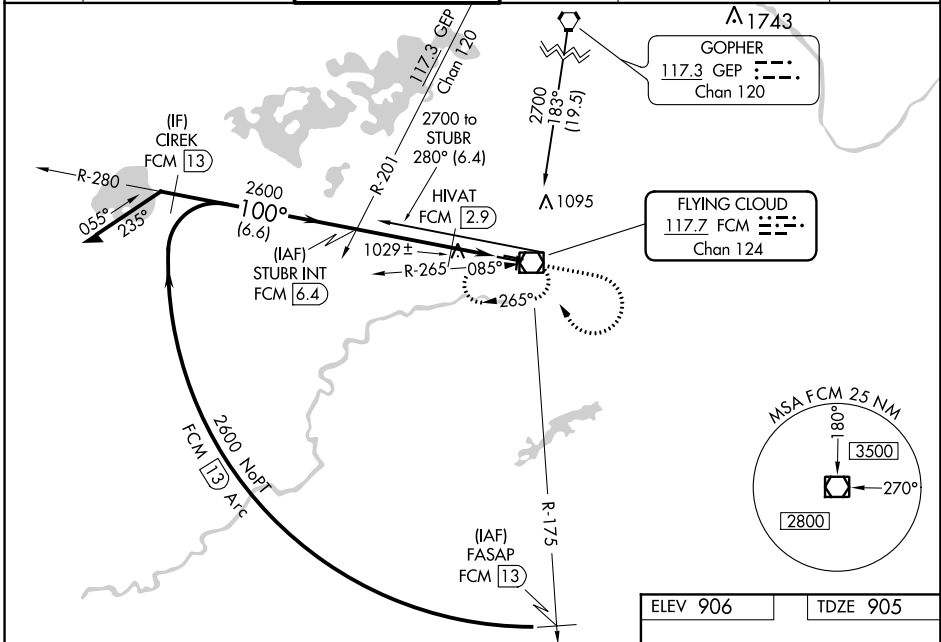 1743
GOPHER
117.3 GEP
Chan 120
117.3 GEP
Chan 120
2700
183°
(19.5)
2700 to
STUBR
280° (6.4)
(IF)
CIREK
FCM 13
R-280
055°
235°
2600
100°
(6.6)
R-201
HIVAT
FCM 2.9
1095
FLYING CLOUD
117.7 FCM
Chan 124
(IAF)
STUBR INT
FCM 6.4
1029 ±
R-265
085°
265°
2600 NoPT
FCM 13 Arc
R-175
(IAF)
FASAP
FCM 13
MSA FCM 25 NM
180°
3500
270°
2800
ELEV 906
TDZE 905